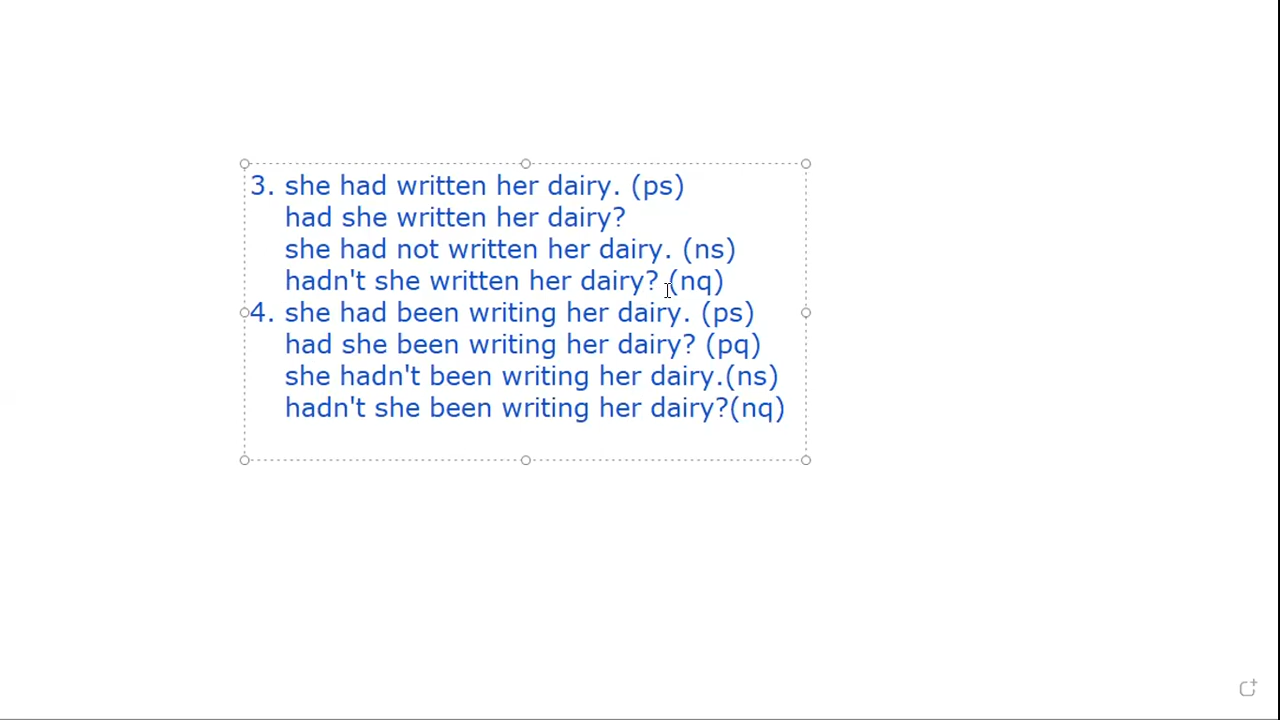 3. she had written her dairy. (ps)
had she written her dairy?
she had not written her dairy. (ns)
hadn't she written her dairy? (nq)
4. she had been writing her dairy. (ps)
had she been writing her dairy? (pq)
she hadn't been writing her dairy.(ns)
hadn't she been writing her dairy?(nq)